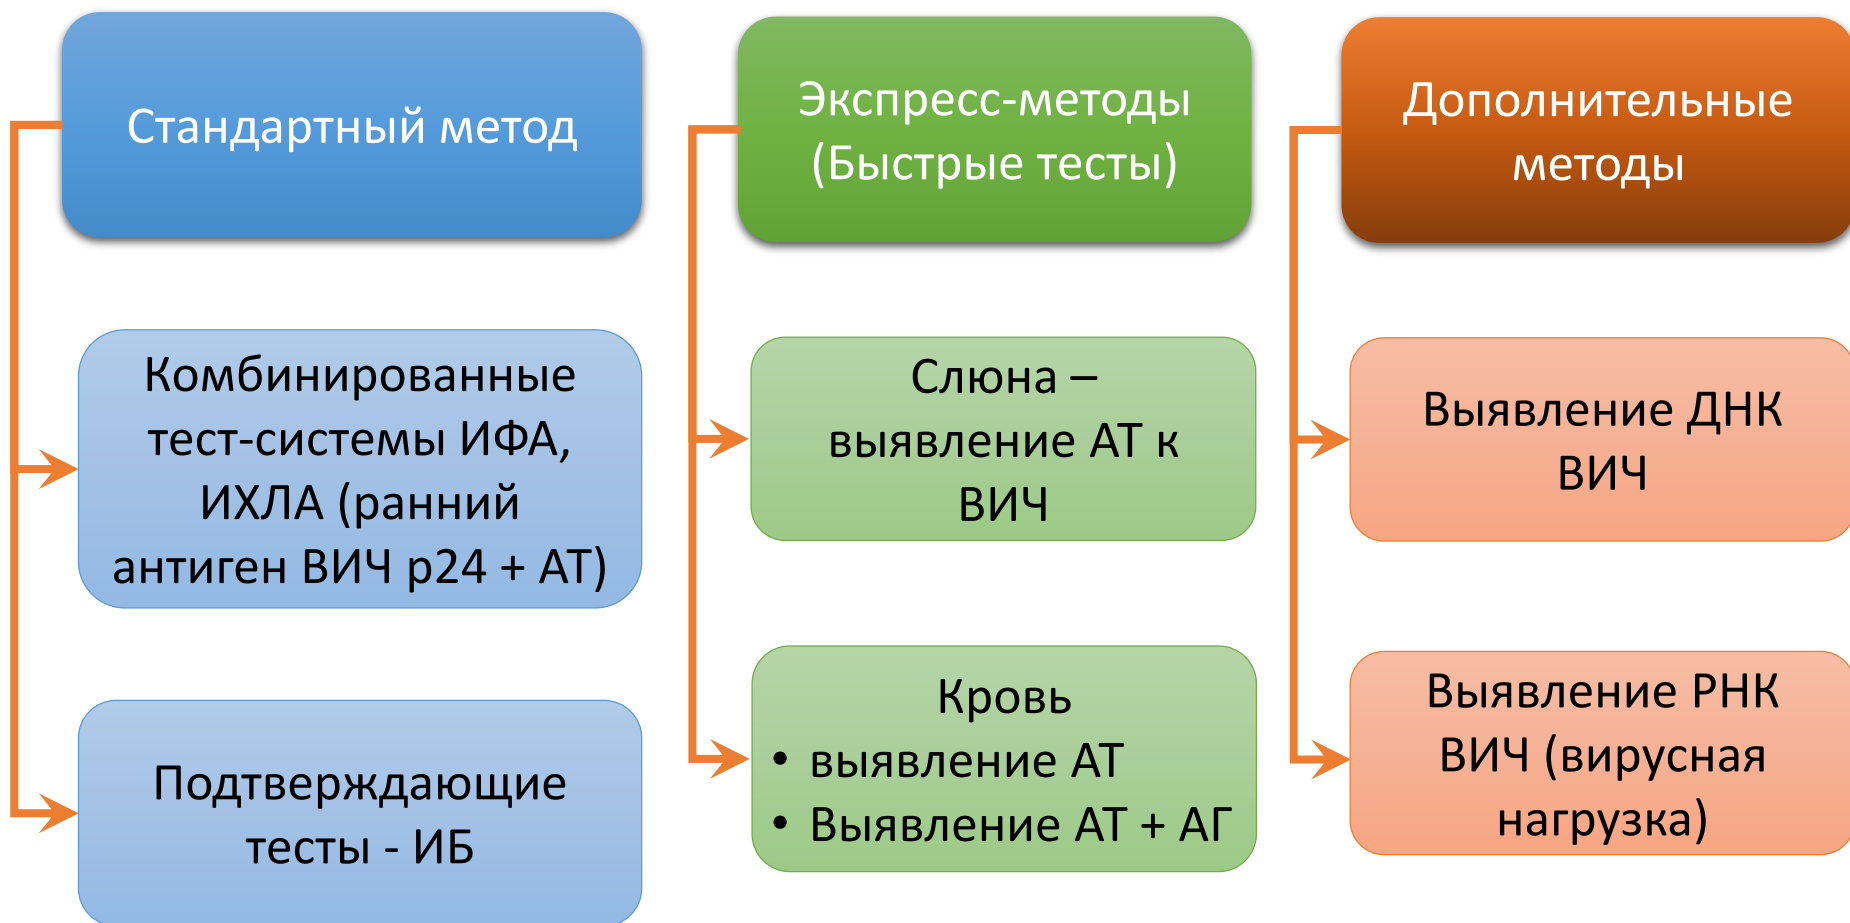 Стандартный метод
Комбинированные
тест-системы ИФА,
ИХЛА (ранний
антиген ВИЧ р24 + АТ)
Подтверждающие
тесты - ИБ
Экспресс-методы
(Быстрые тесты)
Слюна –
выявление АТ к
ВИЧ
Кровь
• выявление АТ
• Выявление АТ + АГ
Дополнительные
методы
Выявление ДНК
ВИЧ
Выявление РНК
ВИЧ (вирусная
нагрузка)